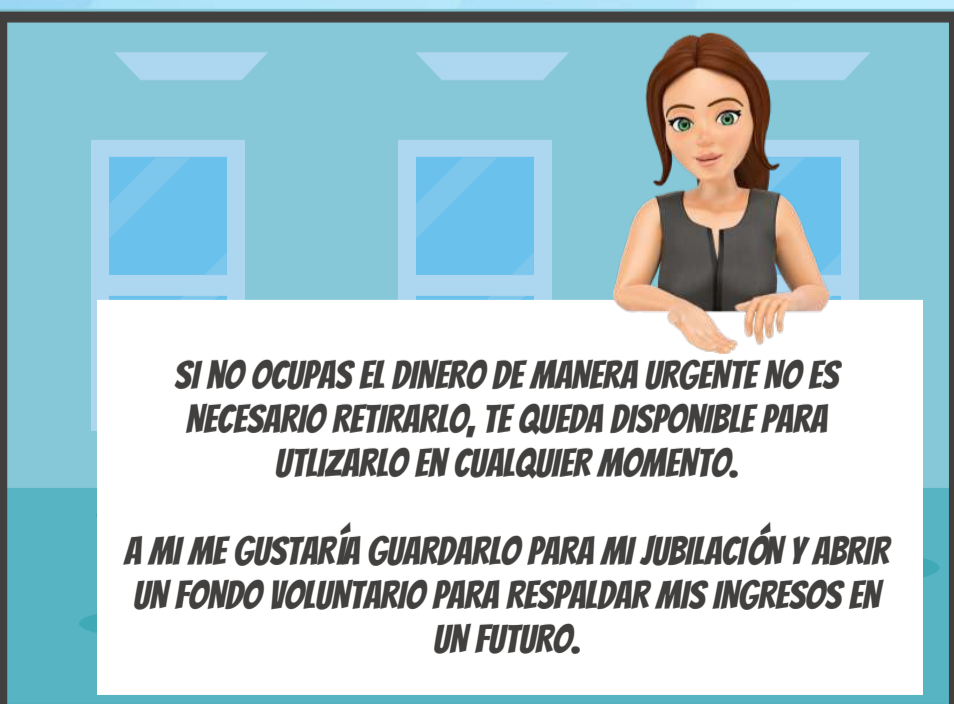 SI NO OCUPAS EL DINERO DE MANERA URGENTE NO ES
NECESARIO RETIRARLO, TE QUEDA DISPONIBLE PARA
UTLIZARLO EN CUALQUIER MOMENTO.
A MI ME GUSTARÍA GUARDARLO PARA MI JUBILACIÓN Y ABRIR
UN FONDO VOLUNTARIO PARA RESPALDAR MIS INGRESOS EN
UN FUTURO.